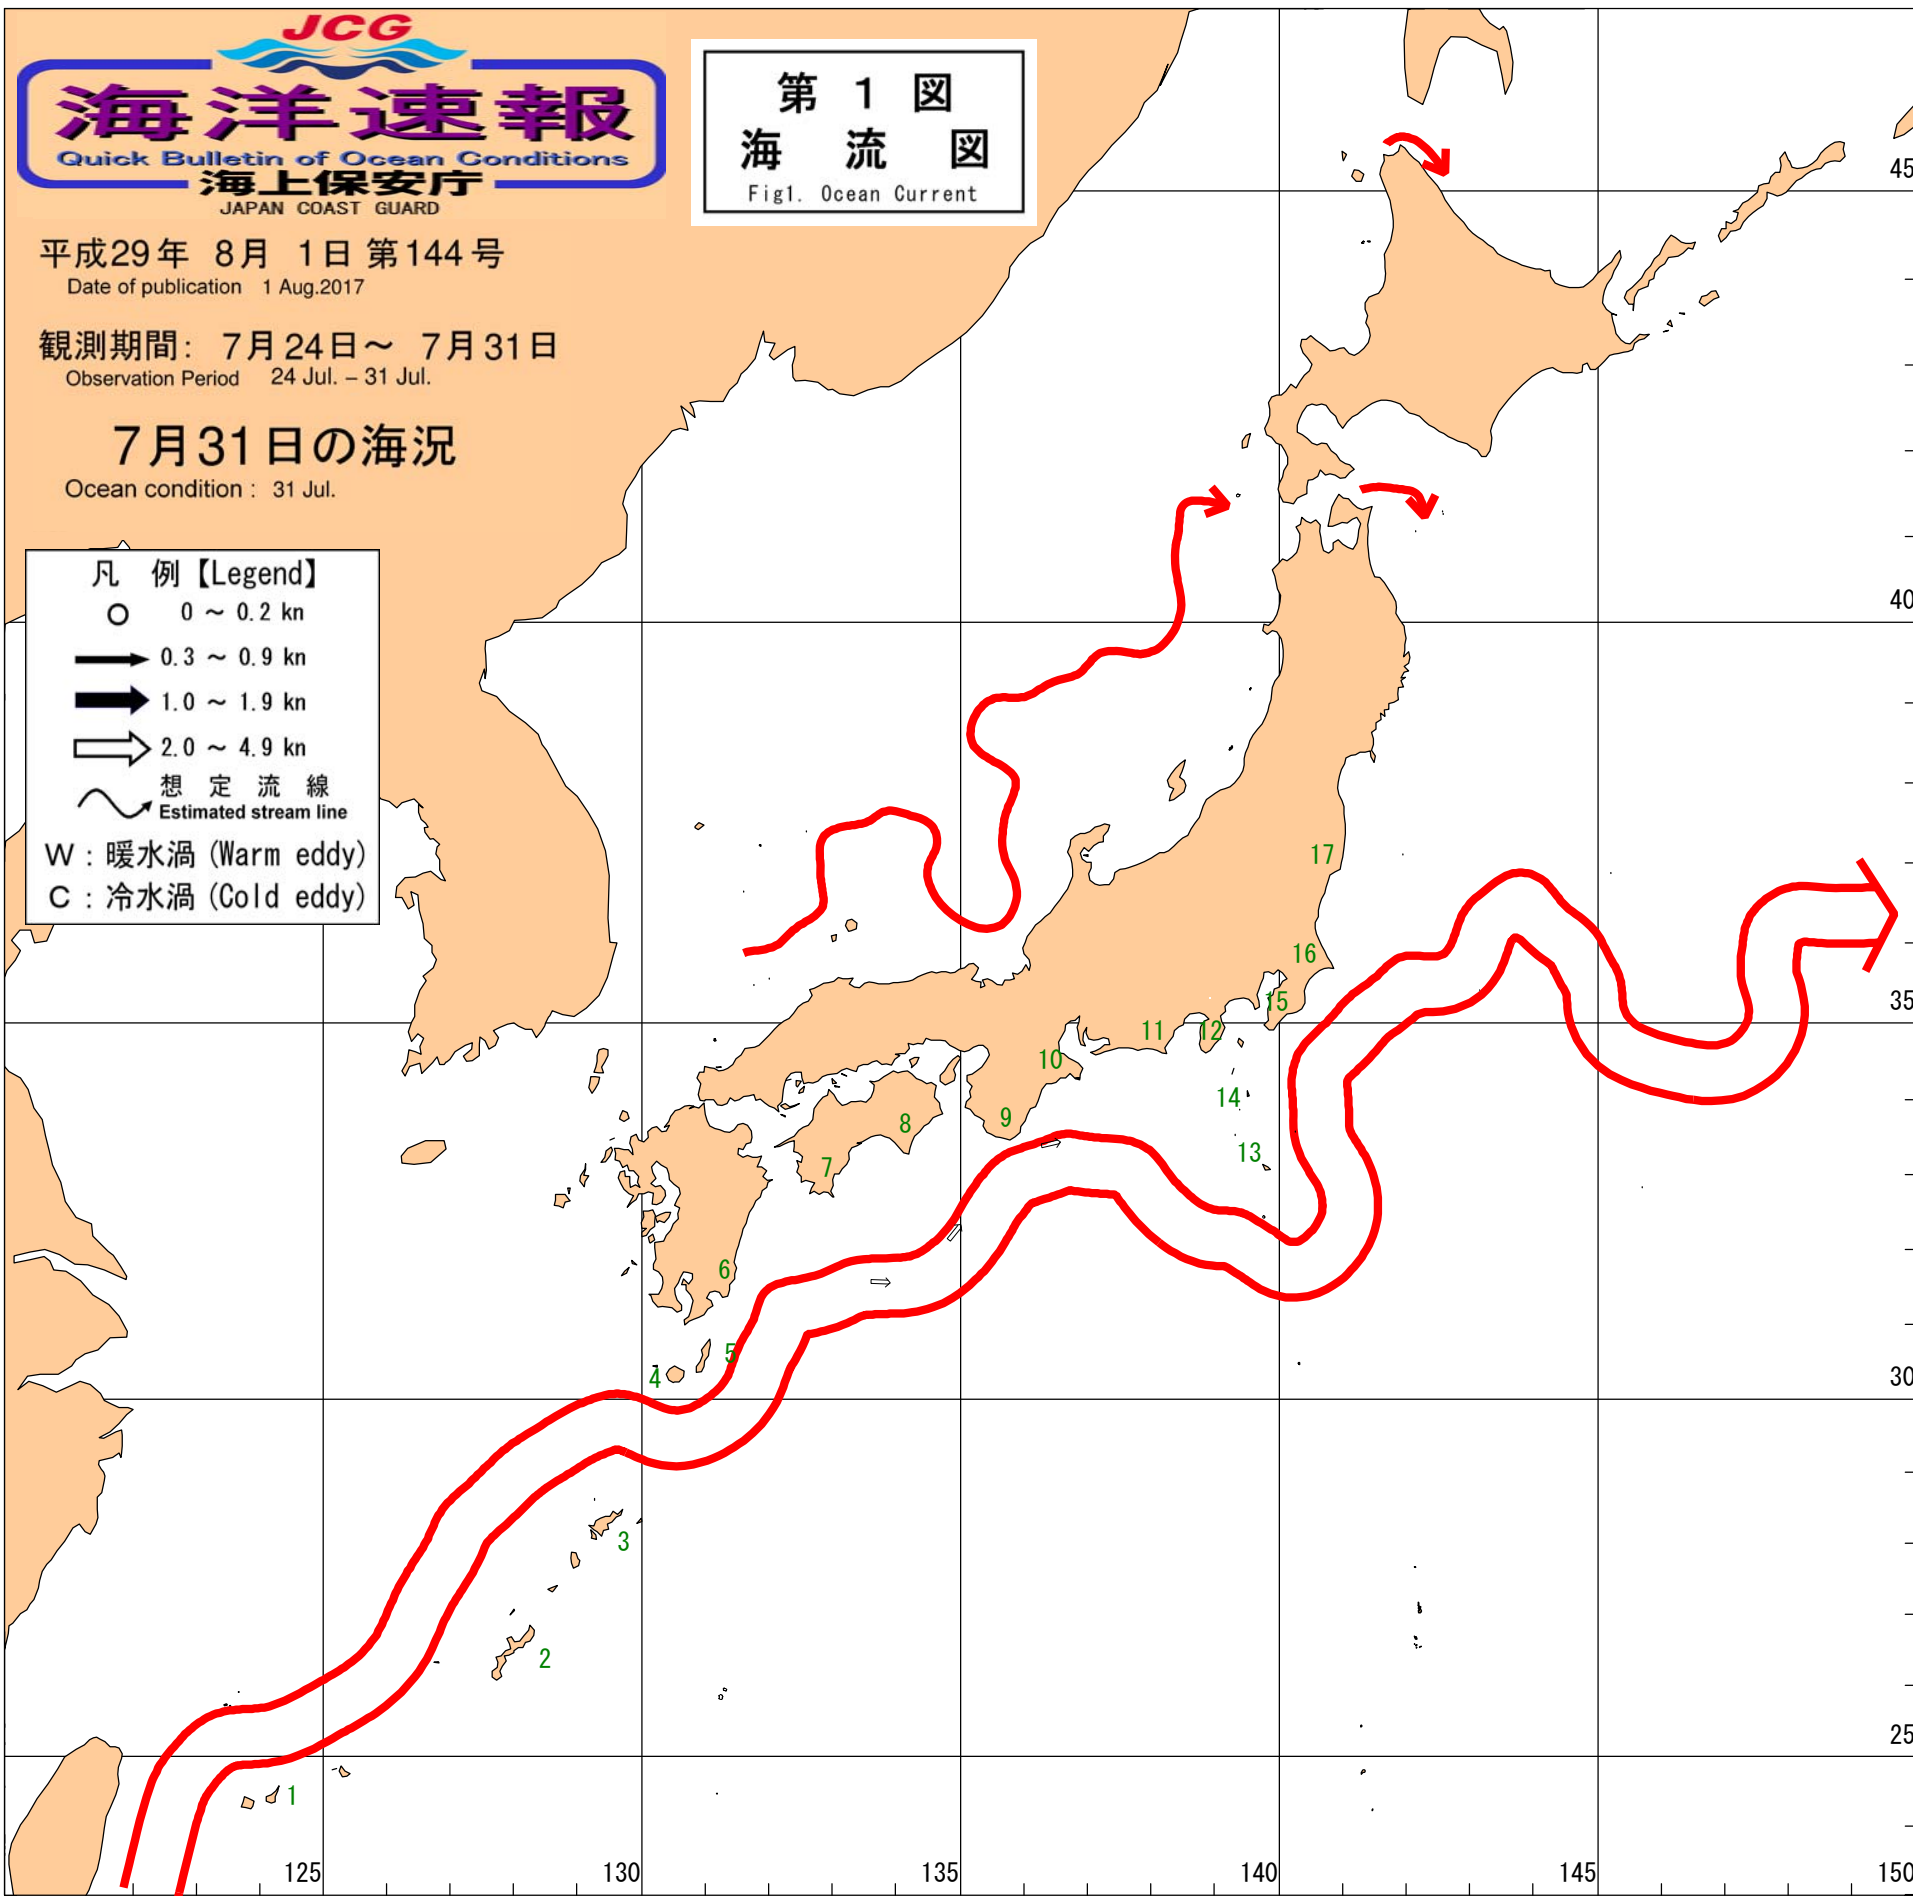 JCG
海洋速報
Quick Bulletin of Ocean Conditions
海上保安庁
JAPAN COAST GUARD
第 1 図
海 流 図
Fig1. Ocean Current
平成29年 8月 1日 第144号
Date of publication 1 Aug.2017
観測期間: 7月24日～ 7月31日
Observation Period 24 Jul. – 31 Jul.
7月31日の海況
Ocean condition : 31 Jul.
凡 例【Legend】
0 ～ 0.2 kn
0.3 ～ 0.9 kn
1.0 ～ 1.9 kn
2.0 ～ 4.9 kn
想 定 流 線
Estimated stream line
W : 暖水渦 (Warm eddy)
C : 冷水渦 (Cold eddy)
45
40
35
30
25
17
16
15
12
11
10
14
13
9
8
7
6
5
4
3
2
1
125
130
135
140
145
150